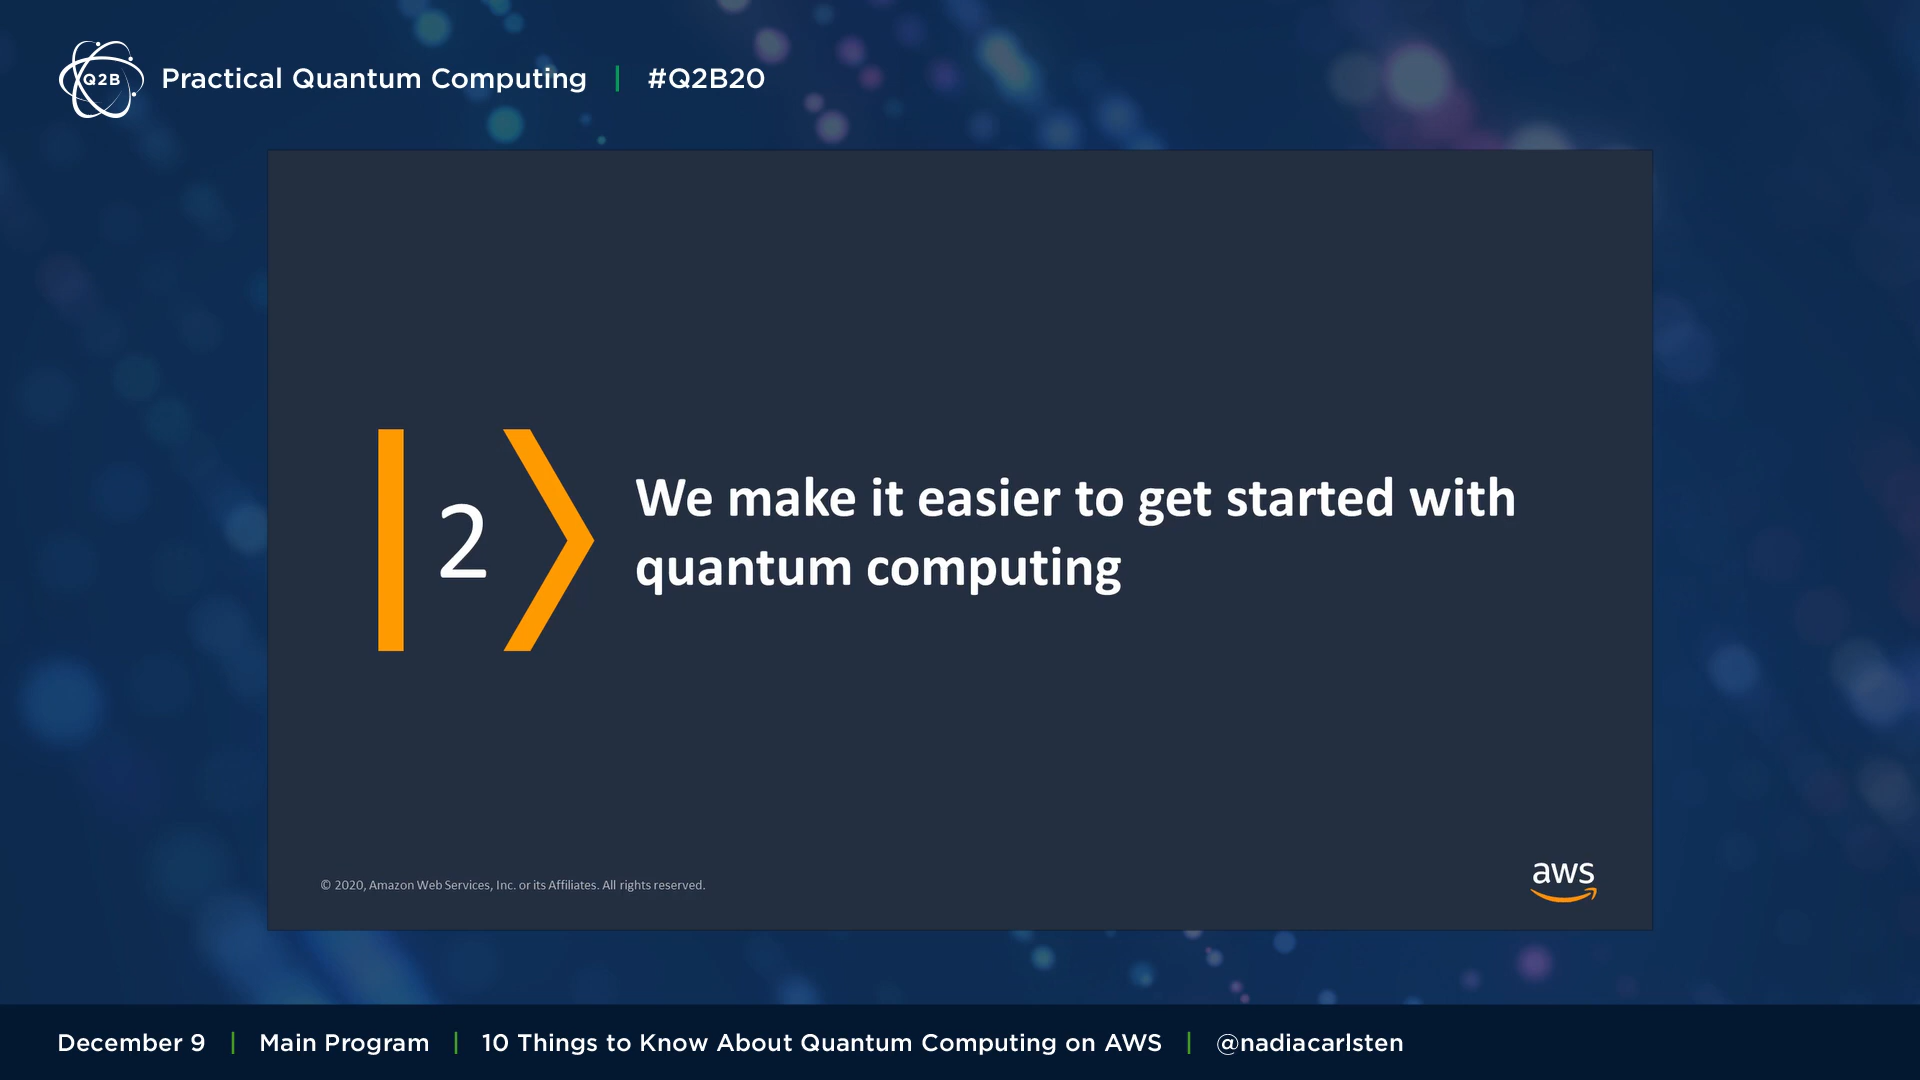 Q2B
Practical Quantum Computing | #Q2B20
2
We make it easier to get started with
quantum computing
© 2020, Amazon Web Services, Inc. or its Affiliates. All rights reserved.
aws
December 9 | Main Program | 10 Things to Know About Quantum Computing on AWS | @nadiacarlsten